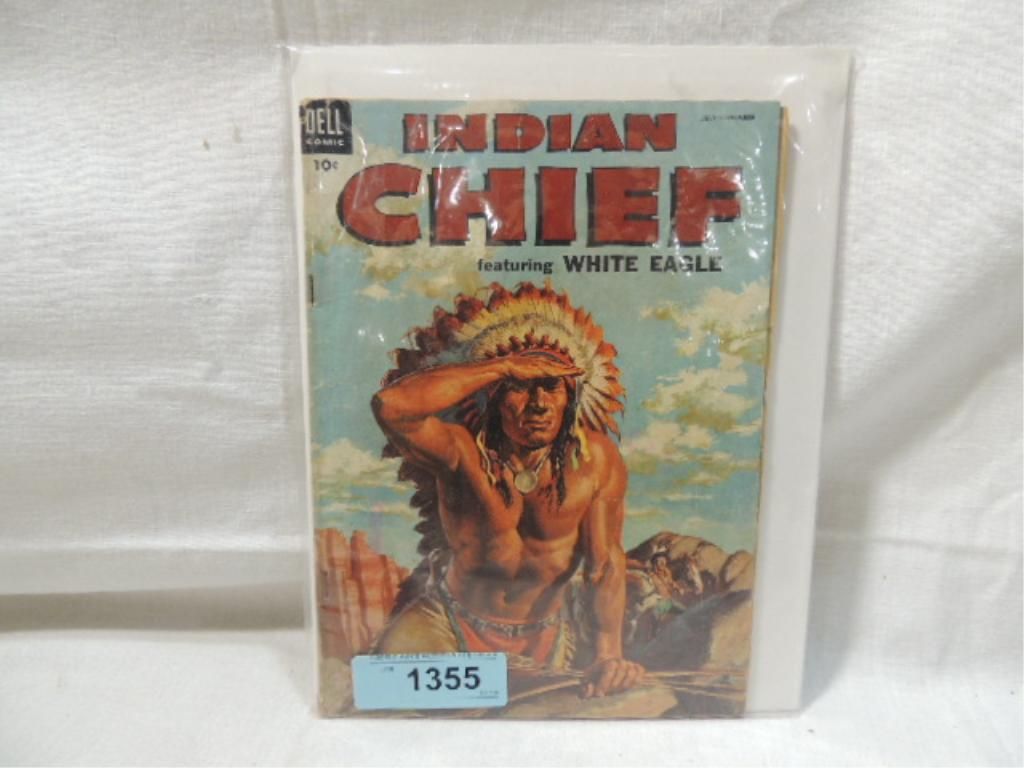 DELL
COMIC
10¢
INDIAN
CHIEF
featuring WHITE EAGLE
1355